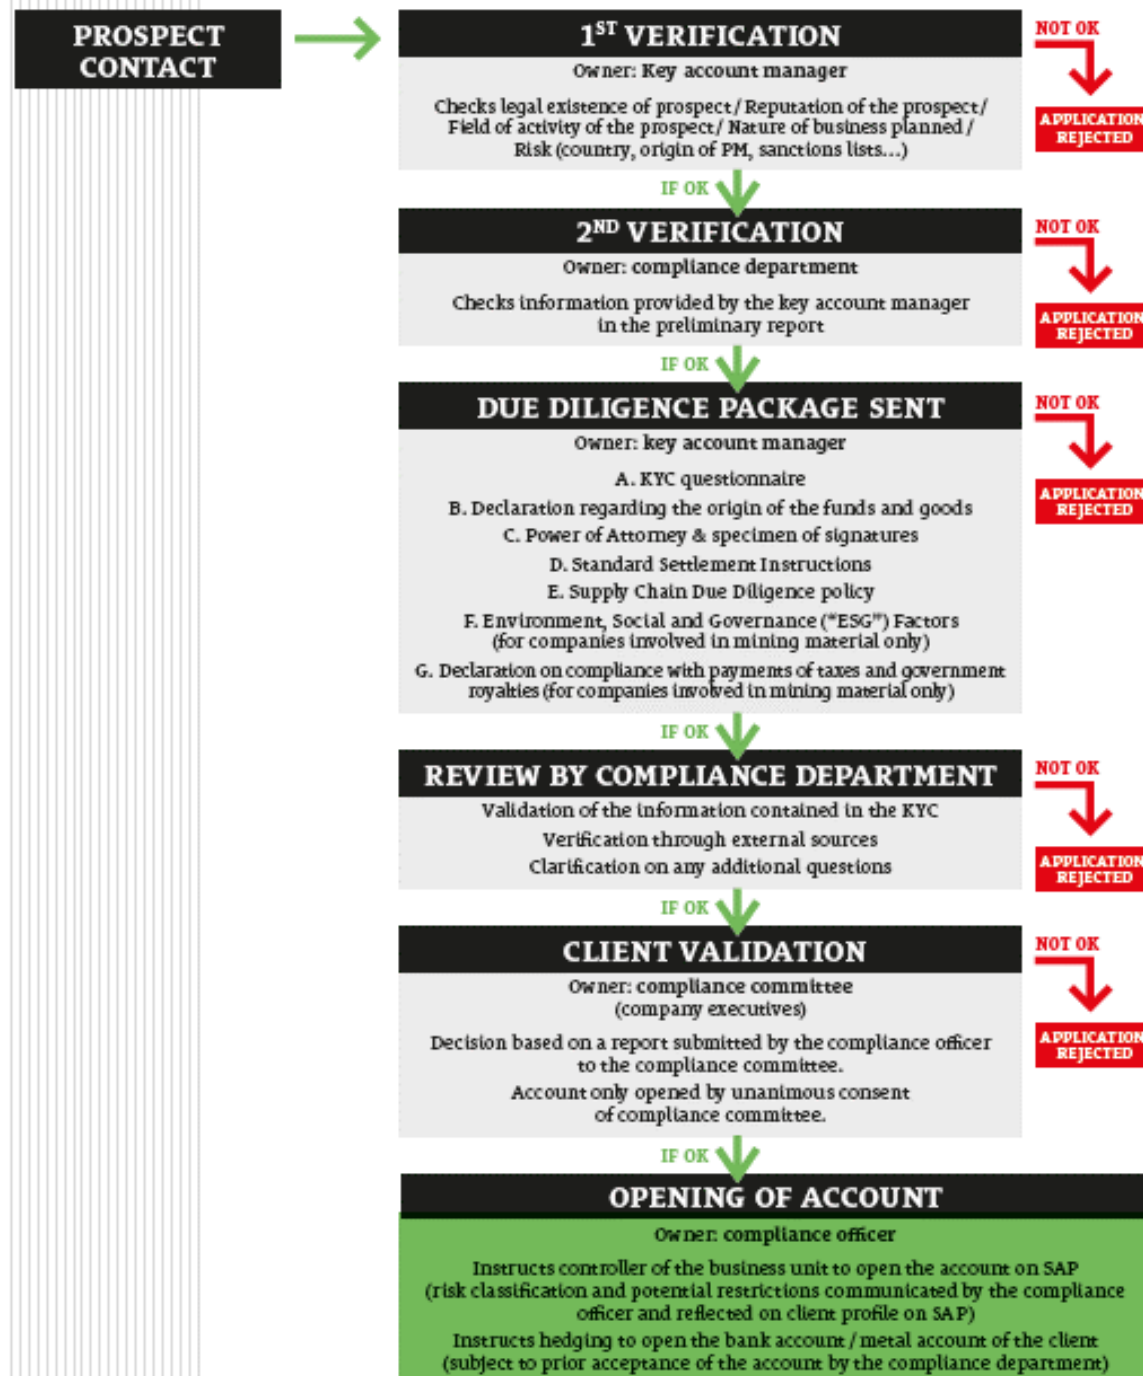 PROSPECT
CONTACT
1ST VERIFICATION
Owner: Key account manager
Checks legal existence of prospect / Reputation of the prospect /
Field of activity of the prospect / Nature of business planned /
Risk (country, origin of PM, sanctions lists...)
NOT OK
APPLICATION
REJECTED
IF OK
2ND VERIFICATION
Owner: compliance department
Checks information provided by the key account manager
in the preliminary report
NOT OK
APPLICATION
REJECTED
IF OK
DUE DILIGENCE PACKAGE SENT
Owner: key account manager
A. KYC questionnaire
B. Declaration regarding the origin of the funds and goods
C. Power of Attorney & specimen of signatures
D. Standard Settlement Instructions
E. Supply Chain Due Diligence policy
F. Environment, Social and Governance ("ESG") Factors
(for companies involved in mining material only)
G. Declaration on compliance with payments of taxes and government
royalties (for companies involved in mining material only)
NOT OK
APPLICATION
REJECTED
IF OK
REVIEW BY COMPLIANCE DEPARTMENT
Validation of the information contained in the KYC
Verification through external sources
Clarification on any additional questions
NOT OK
APPLICATION
REJECTED
IF OK
CLIENT VALIDATION
Owner: compliance committee
(company executives)
Decision based on a report submitted by the compliance officer
to the compliance committee.
Account only opened by unanimous consent
of compliance committee.
NOT OK
APPLICATION
REJECTED
IF OK
OPENING OF ACCOUNT
Owner: compliance officer
Instructs controller of the business unit to open the account on SAP
(risk classification and potential restrictions communicated by the compliance
officer and reflected on client profile on SAP)
Instructs hedging to open the bank account / metal account of the client
(subject to prior acceptance of the account by the compliance department)